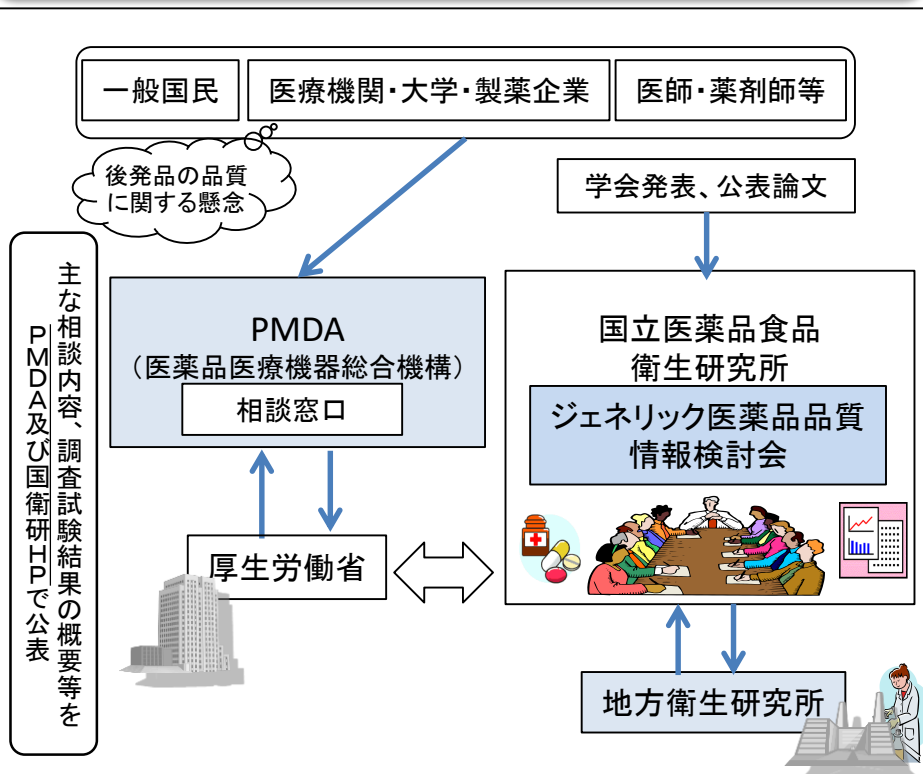 一般国民
医療機関・大学・製薬企業
医師・薬剤師等
後発品の品質
に関する懸念
学会発表、公表論文
主な相談内容、調査試験結果の概要等を
ＰＭＤＡ及び国衛研ＨＰで公表
PMDA
（医薬品医療機器総合機構）
相談窓口
国立医薬品食品
衛生研究所
ジェネリック医薬品品質
情報検討会
厚生労働省
地方衛生研究所